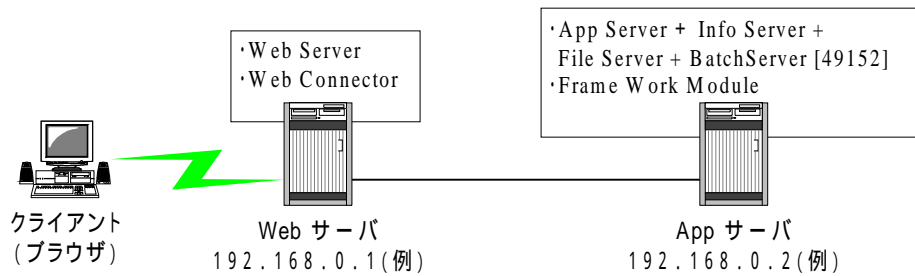 ・Web Server
・Web Connector
・App Server + Info Server +
File Server + BatchServer [49152]
・Frame Work Module
クライアント
(ブラウザ)
Web サーバ
192.168.0.1(例)
App サーバ
192.168.0.2(例)